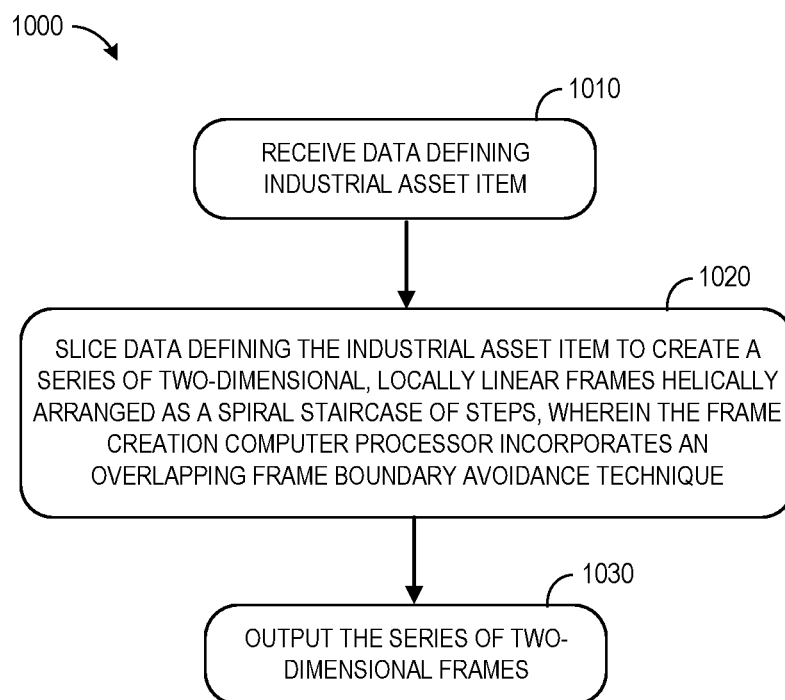 1000
1010
RECEIVE DATA DEFINING
INDUSTRIAL ASSET ITEM
1020
SLICE DATA DEFINING THE INDUSTRIAL ASSET ITEM TO CREATE A
SERIES OF TWO-DIMENSIONAL, LOCALLY LINEAR FRAMES HELICALLY
ARRANGED AS A SPIRAL STAIRCASE OF STEPS, WHEREIN THE FRAME
CREATION COMPUTER PROCESSOR INCORPORATES AN
OVERLAPPING FRAME BOUNDARY AVOIDANCE TECHNIQUE
1030
OUTPUT THE SERIES OF TWO-
DIMENSIONAL FRAMES